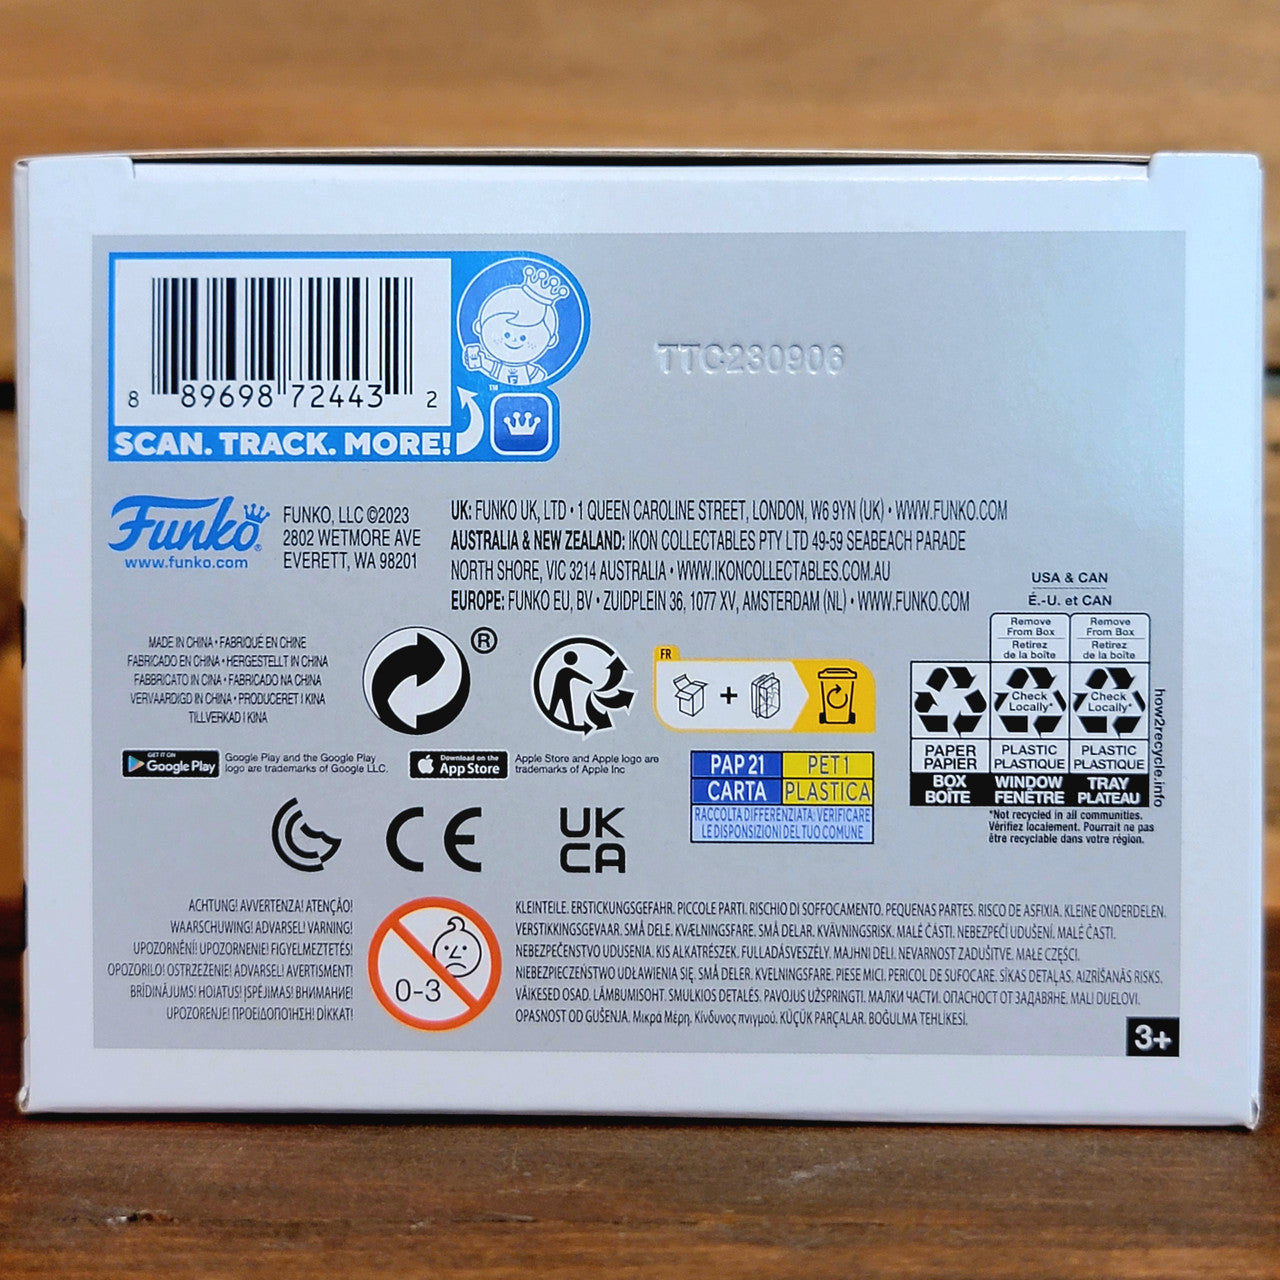 8 89698 72443 2
SCAN. TRACK. MORE!
TM
TTC230906
Funko®
www.funko.com
FUNKO, LLC ©2023
2802 WETMORE AVE
EVERETT, WA 98201
UK: FUNKO UK, LTD • 1 QUEEN CAROLINE STREET, LONDON, W6 9YN (UK) • WWW.FUNKO.COM
AUSTRALIA & NEW ZEALAND: IKON COLLECTABLES PTY LTD 49-59 SEABEACH PARADE
NORTH SHORE, VIC 3214 AUSTRALIA • WWW.IKONCOLLECTABLES.COM.AU
EUROPE: FUNKO EU, BV • ZUIDPLEIN 36, 1077 XV, AMSTERDAM (NL) • WWW.FUNKO.COM
MADE IN CHINA • FABRIQUÉ EN CHINE
FABRICADO EN CHINA • HERGESTELLT IN CHINA
FABBRICATO IN CINA • FABRICADO NA CHINA
VERVAARDIGD IN CHINA • PRODUCERET I KINA
TILLVERKAD I KINA
®
FR
+
USA & CAN
É.-U. et CAN
Remove
From Box
Retirez
de la boîte
Remove
From Box
Retirez
de la boîte
Check
Locally*
Check
Locally*
PAPER
PAPIER
PLASTIC
PLASTIQUE
PLASTIC
PLASTIQUE
BOX
BOÎTE
WINDOW
FENÊTRE
TRAY
PLATEAU
how2recycle.info
*Not recycled in all communities.
Vérifiez localement. Pourrait ne pas
être recyclable dans votre région.
GET IT ON
Google Play
Google Play and the Google Play
logo are trademarks of Google LLC.
Download on the
App Store
Apple Store and Apple logo are
trademarks of Apple Inc
PAP 21 PET 1
CARTA PLASTICA
RACCOLTA DIFFERENZIATA: VERIFICARE
LE DISPOSIZIONI DEL TUO COMUNE
CE
UK
CA
ACHTUNG! AVVERTENZA! ATENÇÃO!
WAARSCHUWING! ADVARSEL! VARNING!
UPOZORNĚNÍ! UPOZORNENIE! FIGYELMEZTETÉS!
OPOZORILO! OSTRZEŻENIE! ADVARSEL! AVERTISMENT!
BRĪDINĀJUMS! HOIATUS! ĮSPĖJIMAS! ВНИМАНИЕ!
UPOZORENJE! ΠΡΟΕΙΔΟΠΟΙΗΣΗ! DİKKAT!
0-3
KLEINTEILE. ERSTICKUNGSGEFAHR. PICCOLE PARTI. RISCHIO DI SOFFOCAMENTO. PEQUENAS PARTES. RISCO DE ASFIXIA. KLEINE ONDERDELEN.
VERSTIKKINGSGEVAAR. SMÅ DELE. KVÆLNINGSFARE. SMÅ DELAR. KVÄVNINGSRISK. MALÉ ČÁSTI. NEBEZPEČÍ UDUŠENÍ. MALÉ ČASTI.
NEBEZPEČENSTVO UDUSENIA. KIS ALKATRÉSZEK. FULLADÁSVESZÉLY. MAJHNI DELI. NEVARNOST ZADUŠITVE. MAŁE CZĘŚCI.
NIEBEZPIECZEŃSTWO UDŁAWIENIA SIĘ. SMÅ DELER. KVELNINGSFARE. PIESE MICI. PERICOL DE SUFOCARE. SĪKAS DETAĻAS. AIZRĪŠANĀS RISKS.
VÄIKESED OSAD. LÄMBUMISOHT. SMULKIOS DETALĖS. PAVOJUS UŽSPRINGTI. МАЛКИ ЧАСТИ. ОПАСНОСТ ОТ ЗАДАВЯНЕ. MALI DIJELOVI.
OPASNOST OD GUŠENJA. Μικρα Μέρη. Κίνδυνος πνιγμού. KÜÇÜK PARÇALAR. BOĞULMA TEHLİKESİ.
3+